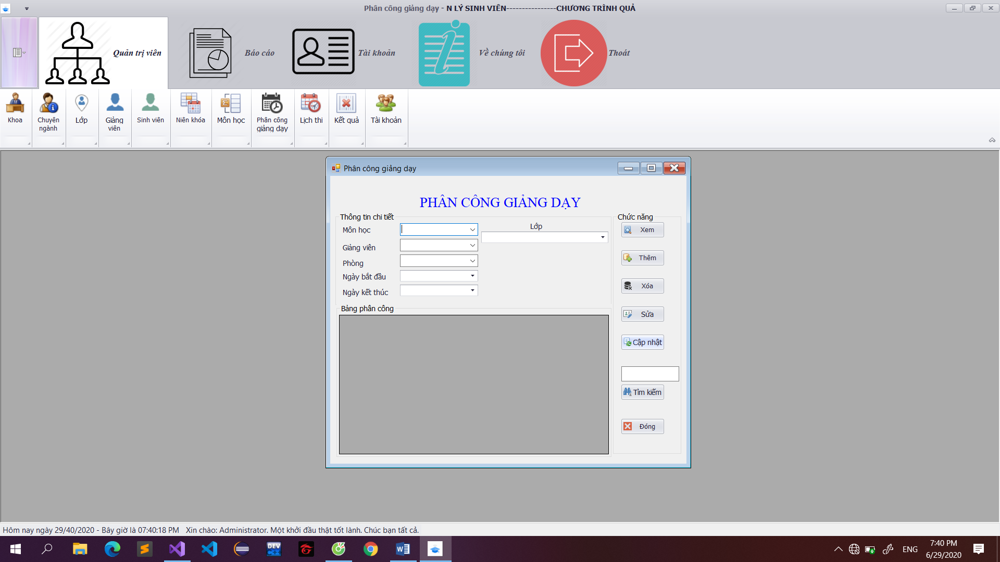 Phân công giảng dạy - N LÝ SINH VIÊN----------------CHƯƠNG TRÌNH QUẢ
Quản trị viên
Báo cáo
Tài khoản
Về chúng tôi
Thoát
Khoa
Chuyên ngành
Lớp
Giảng viên
Sinh viên
Niên khóa
Môn học
Phân công giảng dạy
Lịch thi
Kết quả
Tài khoản
Phân công giảng dạy
PHÂN CÔNG GIẢNG DẠY
Thông tin chi tiết
Môn học
Giảng viên
Phòng
Ngày bắt đầu
Ngày kết thúc
Lớp
Bảng phân công
Chức năng
Xem
Thêm
Xóa
Sửa
Cập nhật
Tìm kiếm
Đóng
Hôm nay ngày 29/40/2020 - Bây giờ là 07:40:18 PM Xin chào: Administrator. Một khởi đầu thật tốt lành. Chúc bạn tất cả.
DEV
ENG
7:40 PM
6/29/2020